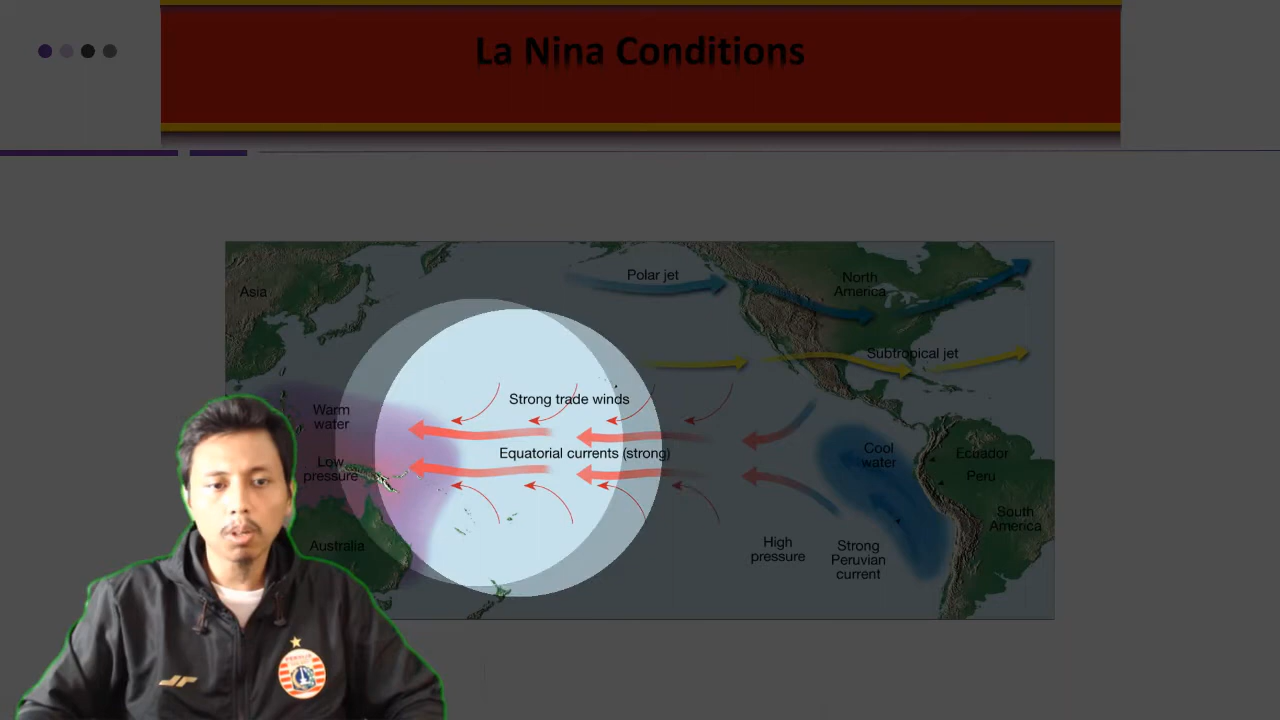 La Nina Conditions
Polar jet
North
America
Asia
Subtropical jet
Strong trade winds
Warm
water
Equatorial currents (strong)
Cool
water
Ecuador
Low
pressure
Peru
South
America
Australia
High
pressure
Strong
Peruvian
current